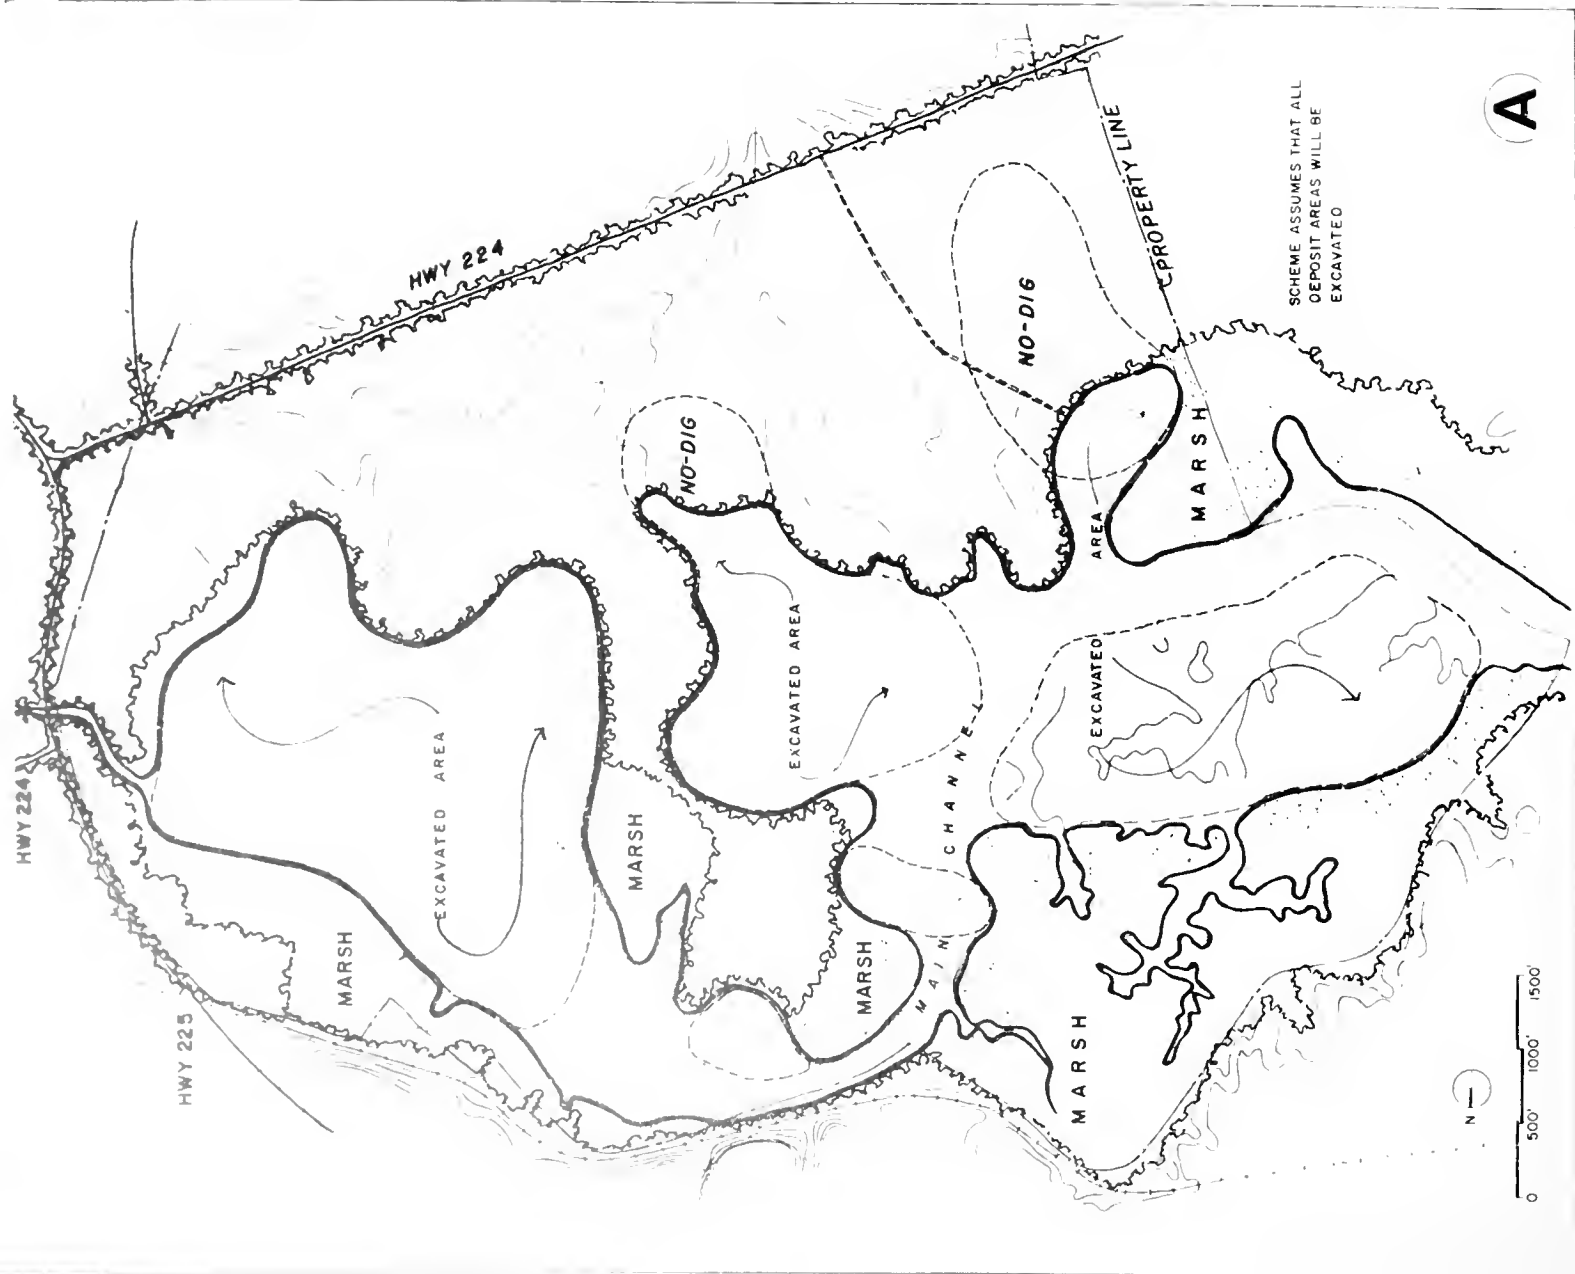 HWY 224
HWY 224
HWY 225
MARSH
EXCAVATED AREA
MARSH
NO-DIG
EXCAVATED AREA
MARSH
MAIN CHANNEL
NO-DIG
EXCAVATED AREA
MARSH
MARSH
PROPERTY LINE
SCHEME ASSUMES THAT ALL
DEPOSIT AREAS WILL BE
EXCAVATED
A
N
0 500' 1000' 1500'